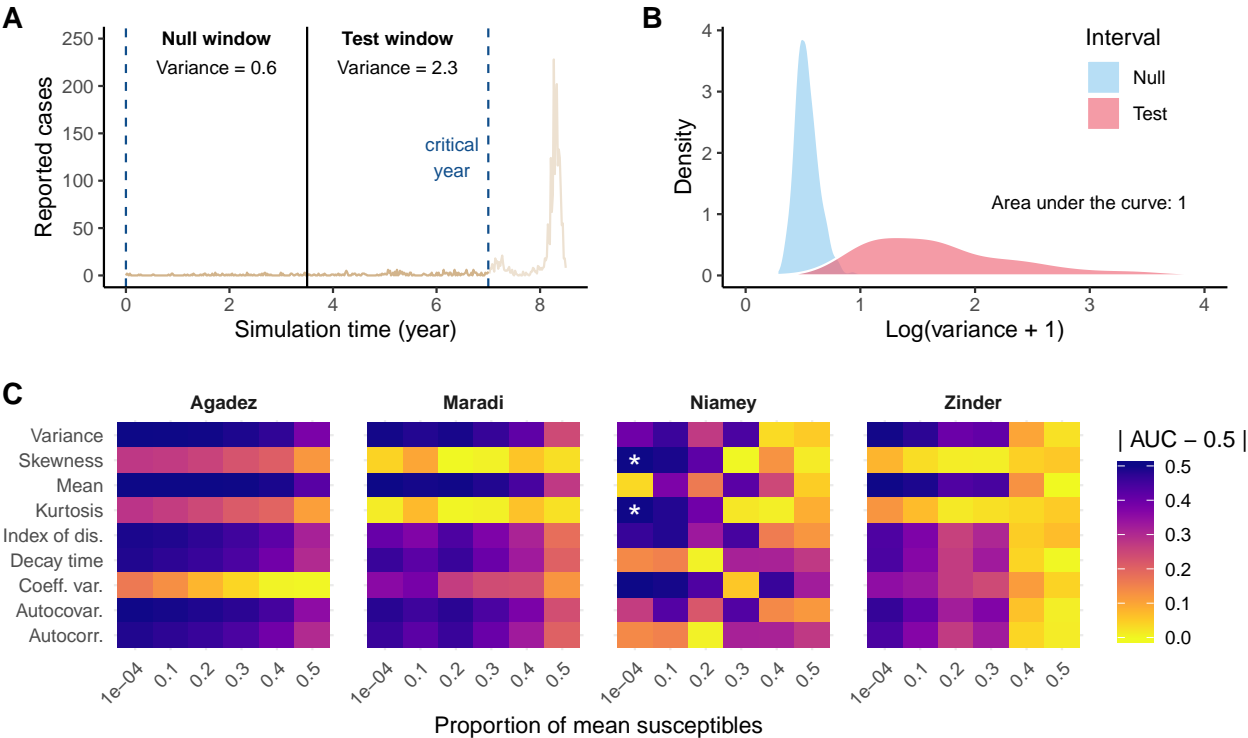 A
Null window
Test window
Variance = 0.6
Variance = 2.3
critical
year
Reported cases
250
200
150
100
50
0
0 2 4 6 8
Simulation time (year)
B
Interval
Null
Test
Density
4
3
2
1
0
Area under the curve: 1
0 1 2 3 4
Log(variance + 1)
C
Agadez
Maradi
Niamey
Zinder
Variance
Skewness
Mean
Kurtosis
Index of dis.
Decay time
Coeff. var.
Autocovar.
Autocorr.
*
*
1e−04 0.1 0.2 0.3 0.4 0.5
1e−04 0.1 0.2 0.3 0.4 0.5
1e−04 0.1 0.2 0.3 0.4 0.5
1e−04 0.1 0.2 0.3 0.4 0.5
Proportion of mean susceptibles
| AUC − 0.5 |
0.5
0.4
0.3
0.2
0.1
0.0